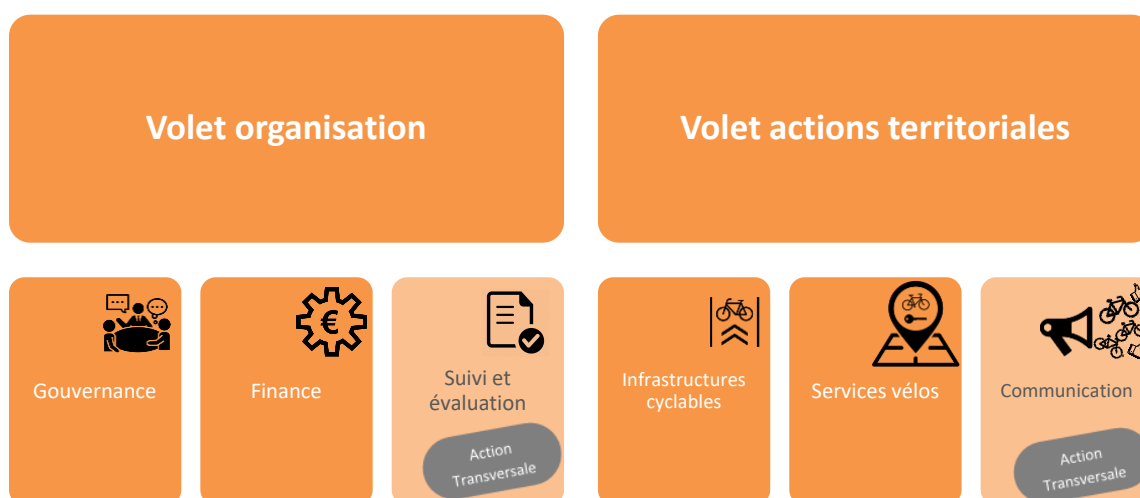 Volet organisation
Volet actions territoriales
Gouvernance
Finance
€
Suivi et
évaluation
Action
Transversale
Infrastructures
cyclables
Services vélos
Communication
Action
Transversale